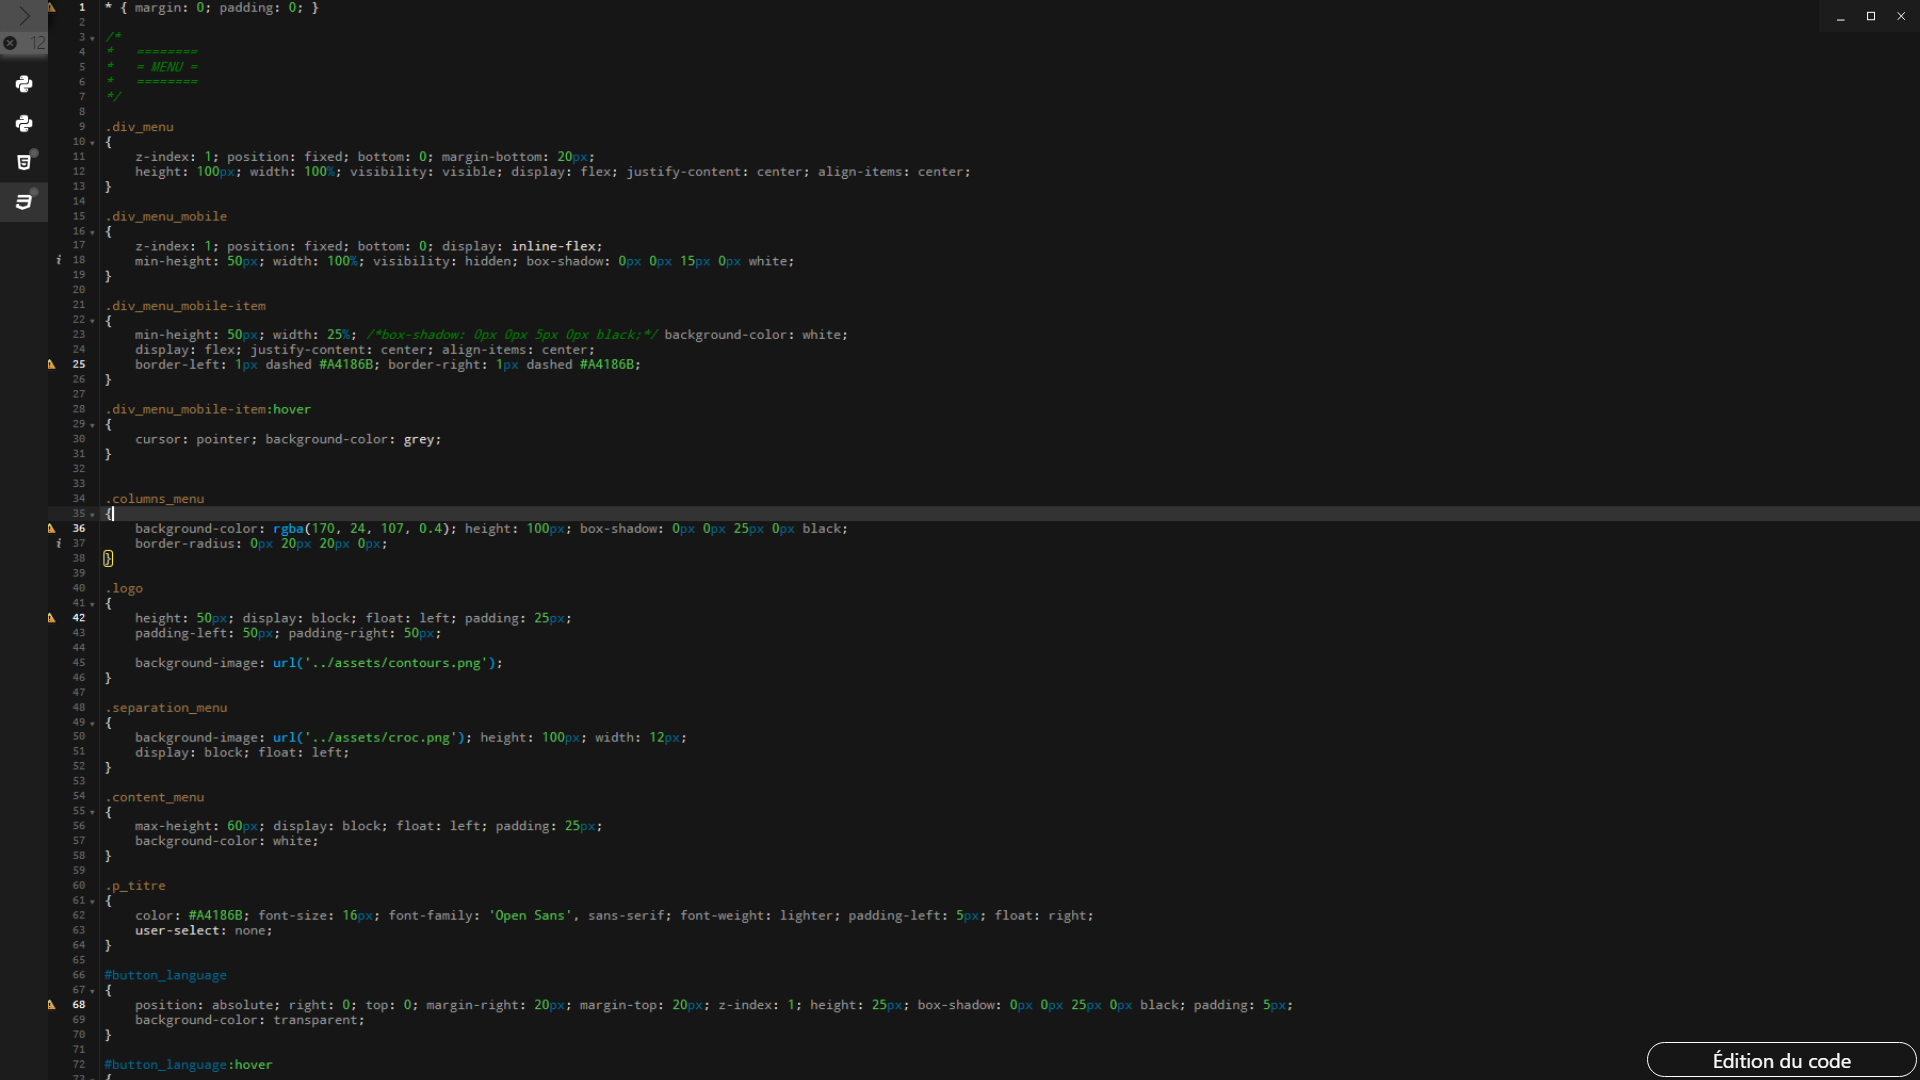 1 * { margin: 0; padding: 0; }
2
3 /*
12
4 *   ========
5 *   = MENU =
6 *   ========
7 */
8
9 .div_menu
10 {
11     z-index: 1; position: fixed; bottom: 0; margin-bottom: 20px;
12     height: 100px; width: 100%; visibility: visible; display: flex; justify-content: center; align-items: center;
13 }
14
15 .div_menu_mobile
16 {
17     z-index: 1; position: fixed; bottom: 0; display: inline-flex;
18     min-height: 50px; width: 100%; visibility: hidden; box-shadow: 0px 0px 15px 0px white;
19 }
20
21 .div_menu_mobile-item
22 {
23     min-height: 50px; width: 25%; /*box-shadow: 0px 0px 5px 0px black;*/ background-color: white;
24     display: flex; justify-content: center; align-items: center;
25     border-left: 1px dashed #A4186B; border-right: 1px dashed #A4186B;
26 }
27
28 .div_menu_mobile-item:hover
29 {
30     cursor: pointer; background-color: grey;
31 }
32
33
34 .columns_menu
35 {
36     background-color: rgba(170, 24, 107, 0.4); height: 100px; box-shadow: 0px 0px 25px 0px black;
37     border-radius: 0px 20px 20px 0px;
38 }
39
40 .logo
41 {
42     height: 50px; display: block; float: left; padding: 25px;
43     padding-left: 50px; padding-right: 50px;
44
45     background-image: url('../assets/contours.png');
46 }
47
48 .separation_menu
49 {
50     background-image: url('../assets/croc.png'); height: 100px; width: 12px;
51     display: block; float: left;
52 }
53
54 .content_menu
55 {
56     max-height: 60px; display: block; float: left; padding: 25px;
57     background-color: white;
58 }
59
60 .p_titre
61 {
62     color: #A4186B; font-size: 16px; font-family: 'Open Sans', sans-serif; font-weight: lighter; padding-left: 5px; float: right;
63     user-select: none;
64 }
65
66 #button_language
67 {
68     position: absolute; right: 0; top: 0; margin-right: 20px; margin-top: 20px; z-index: 1; height: 25px; box-shadow: 0px 0px 25px 0px black; padding: 5px;
69     background-color: transparent;
70 }
71
72 #button_language:hover
73 {
Édition du code